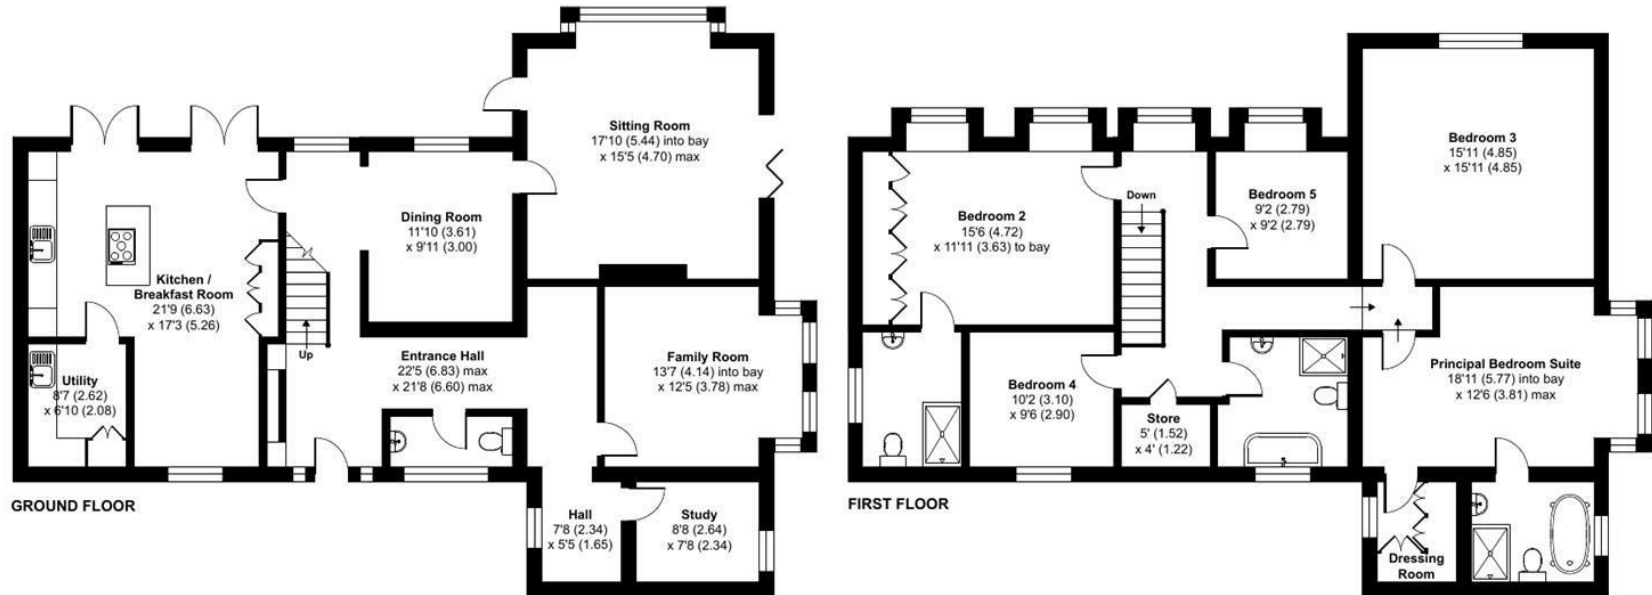 Sitting Room
17'10 (5.44) into bay
x 15'5 (4.70) max
Dining Room
11'10 (3.61)
x 9'11 (3.00)
Kitchen /
Breakfast Room
21'9 (6.63)
x 17'3 (5.26)
Up
Utility
8'7 (2.62)
x 6'10 (2.08)
Entrance Hall
22'5 (6.83) max
x 21'8 (6.60) max
Family Room
13'7 (4.14) into bay
x 12'5 (3.78) max
Hall
7'8 (2.34)
x 5'5 (1.65)
Study
8'8 (2.64)
x 7'8 (2.34)
GROUND FLOOR
Bedroom 3
15'11 (4.85)
x 15'11 (4.85)
Down
Bedroom 5
9'2 (2.79)
x 9'2 (2.79)
Bedroom 2
15'6 (4.72)
x 11'11 (3.63) to bay
Bedroom 4
10'2 (3.10)
x 9'6 (2.90)
Store
5' (1.52)
x 4' (1.22)
Principal Bedroom Suite
18'11 (5.77) into bay
x 12'6 (3.81) max
Dressing
Room
FIRST FLOOR